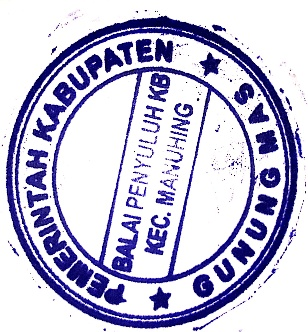 PEMERINTAH KABUPATEN
GUNUNG MAS
BALAI PENYULUH KB
KEC. MANUHING